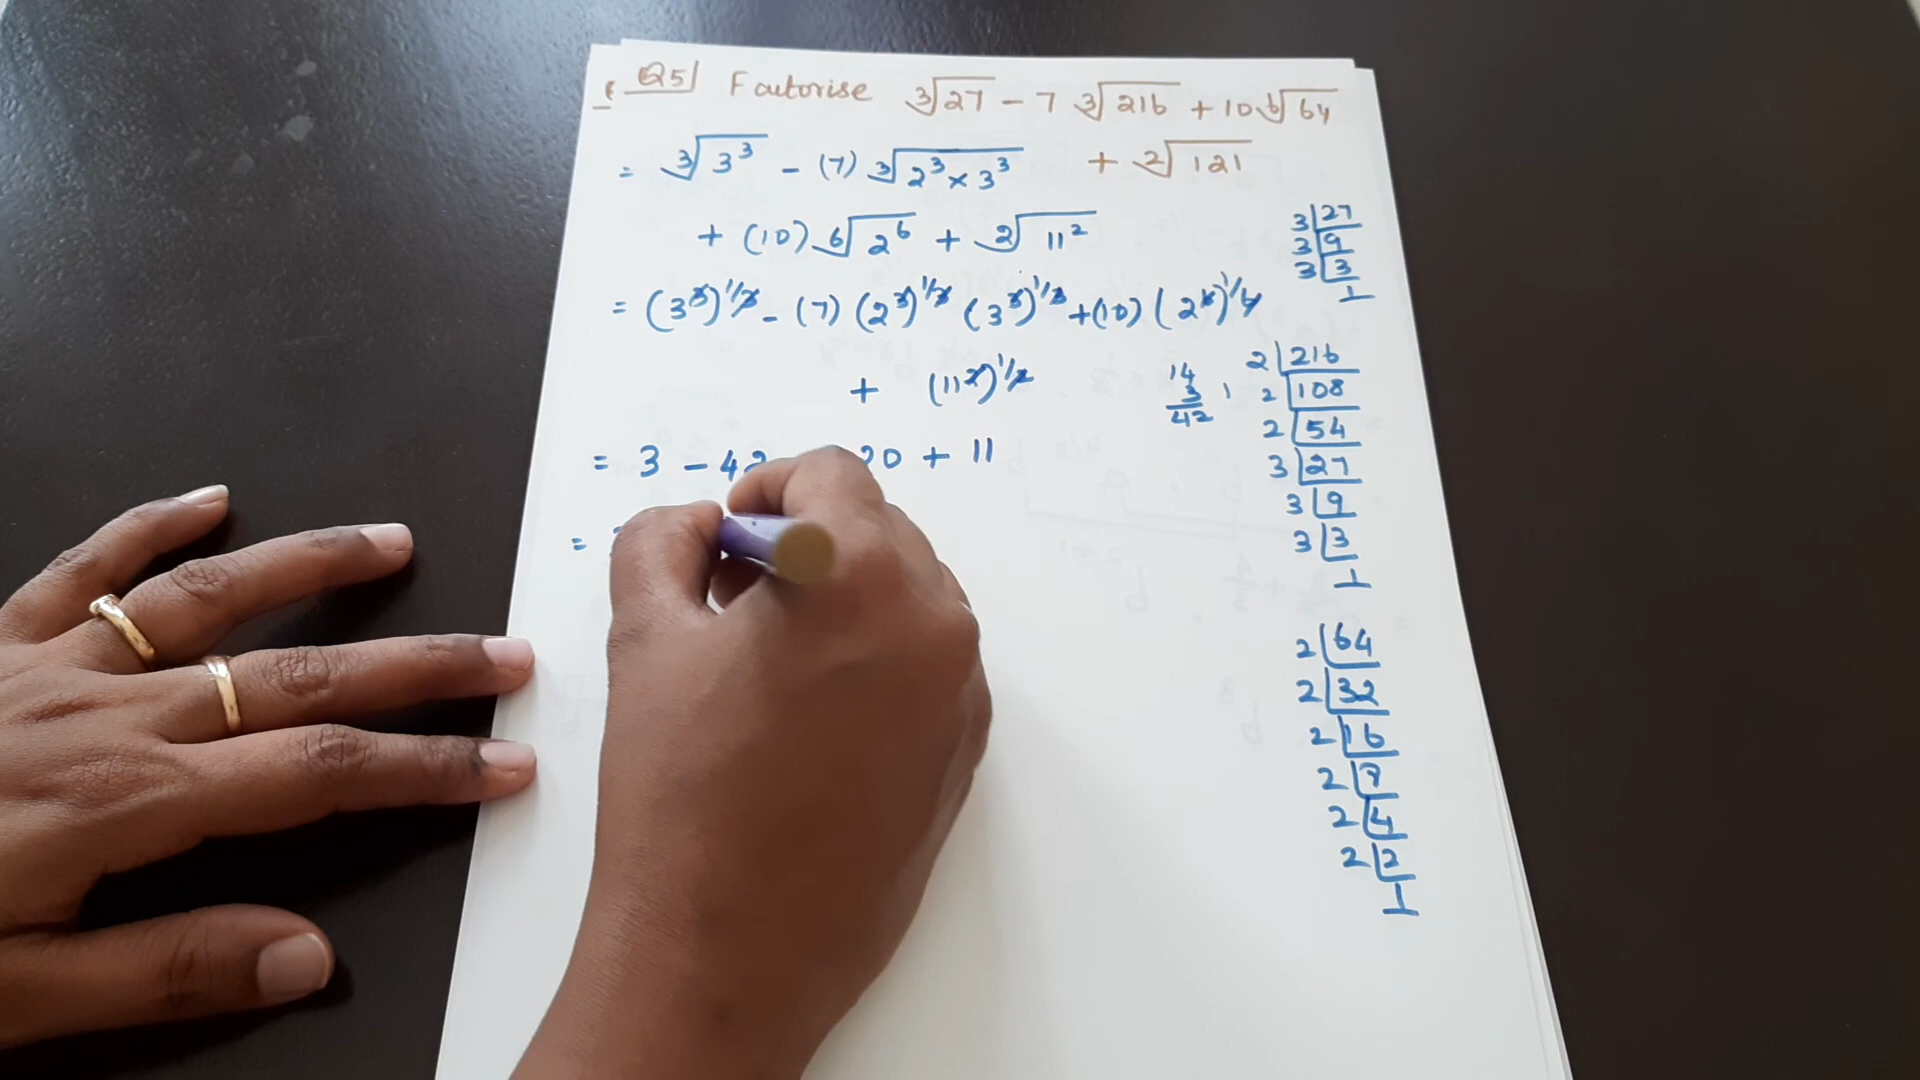 Q5 Factorise ∛27 - 7 ∛216 + 10 ⁶√64
+ ²√121
= ∛3³ - (7) ∛2³ × 3³
+ (10) ⁶√2⁶ + ²√11²
= (3³)^1/3 - (7) (2³)^1/3 (3³)^1/3 + (10) (2⁶)^1/6
+ (11²)^1/2
= 3 - 42 20 + 11
=
3 | 27
3 | 9
3 | 3
1
14
3
42
2 | 216
2 | 108
2 | 54
3 | 27
3 | 9
3 | 3
1
2 | 64
2 | 32
2 | 16
2 | 8
2 | 4
2 | 2
1